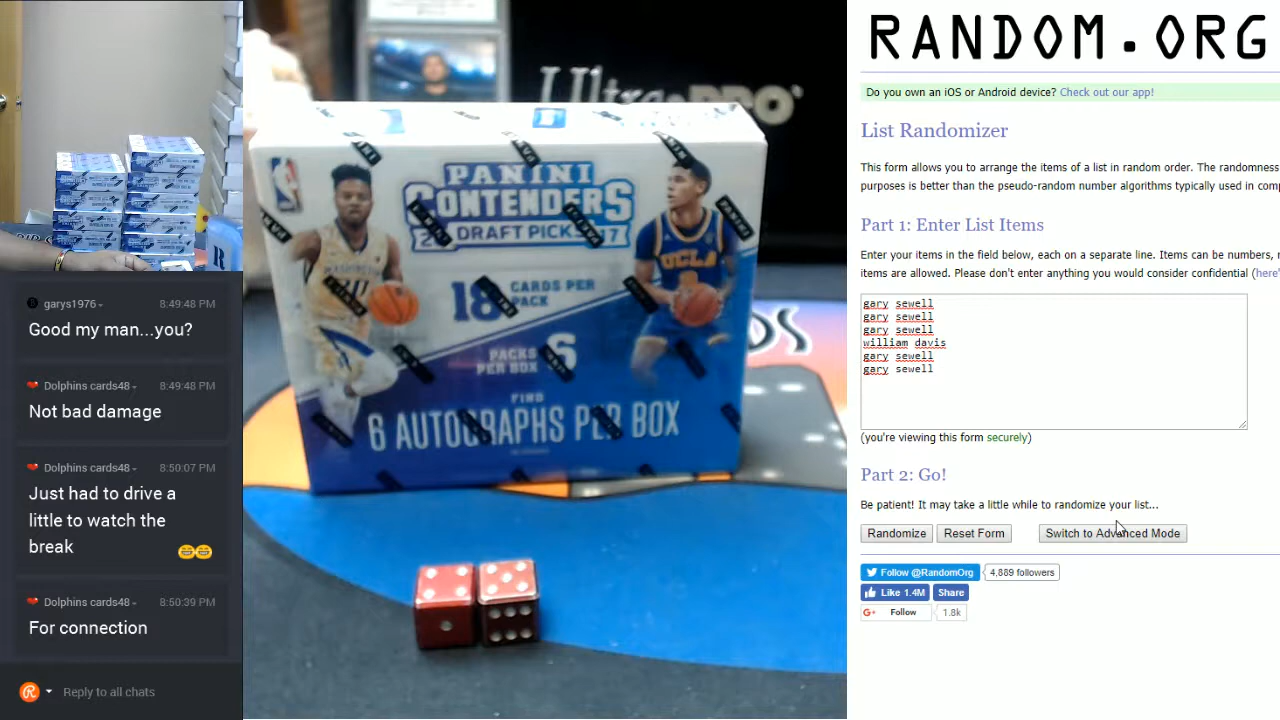 garys1976
8:49:48 PM
Good my man...you?
Dolphins cards48
8:49:48 PM
Not bad damage
Dolphins cards48
8:50:07 PM
Just had to drive a
little to watch the
break
Dolphins cards48
8:50:39 PM
For connection
Reply to all chats
Ultra PRO
PANINI
CONTENDERS
DRAFT PICKS
WASHINGTON
UCLA
18 CARDS PER
PACK
PACKS
PER BOX 6
FIND
6 AUTOGRAPHS PER BOX
RANDOM.ORG
Do you own an iOS or Android device? Check out our app!
List Randomizer
This form allows you to arrange the items of a list in random order. The randomness
purposes is better than the pseudo-random number algorithms typically used in com
Part 1: Enter List Items
Enter your items in the field below, each on a separate line. Items can be numbers,
items are allowed. Please don't enter anything you would consider confidential (here'
gary sewell
gary sewell
gary sewell
william davis
gary sewell
gary sewell
(you're viewing this form securely)
Part 2: Go!
Be patient! It may take a little while to randomize your list...
Randomize
Reset Form
Switch to Advanced Mode
Follow @RandomOrg
4,889 followers
Like 1.4M
Share
G+ Follow
1.8k